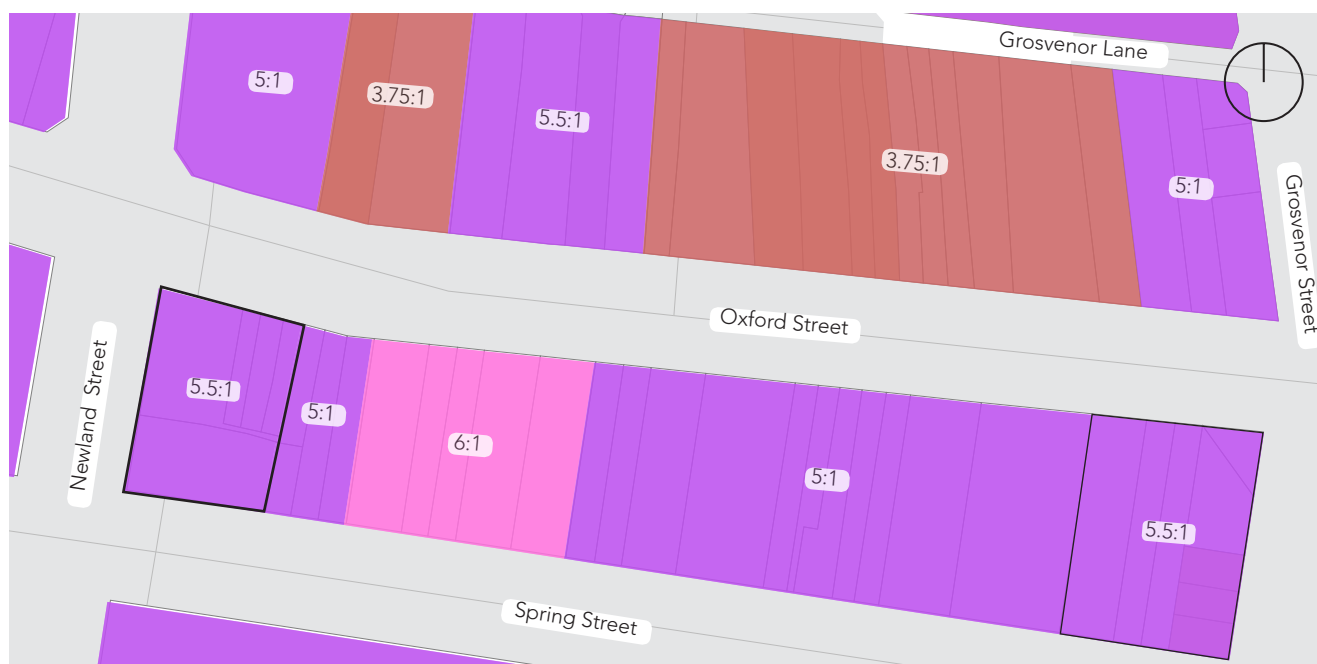 Grosvenor Lane
5:1
3.75:1
5.5:1
3.75:1
5:1
Grosvenor Street
Oxford Street
Newland Street
5.5:1
5:1
6:1
5:1
5.5:1
Spring Street